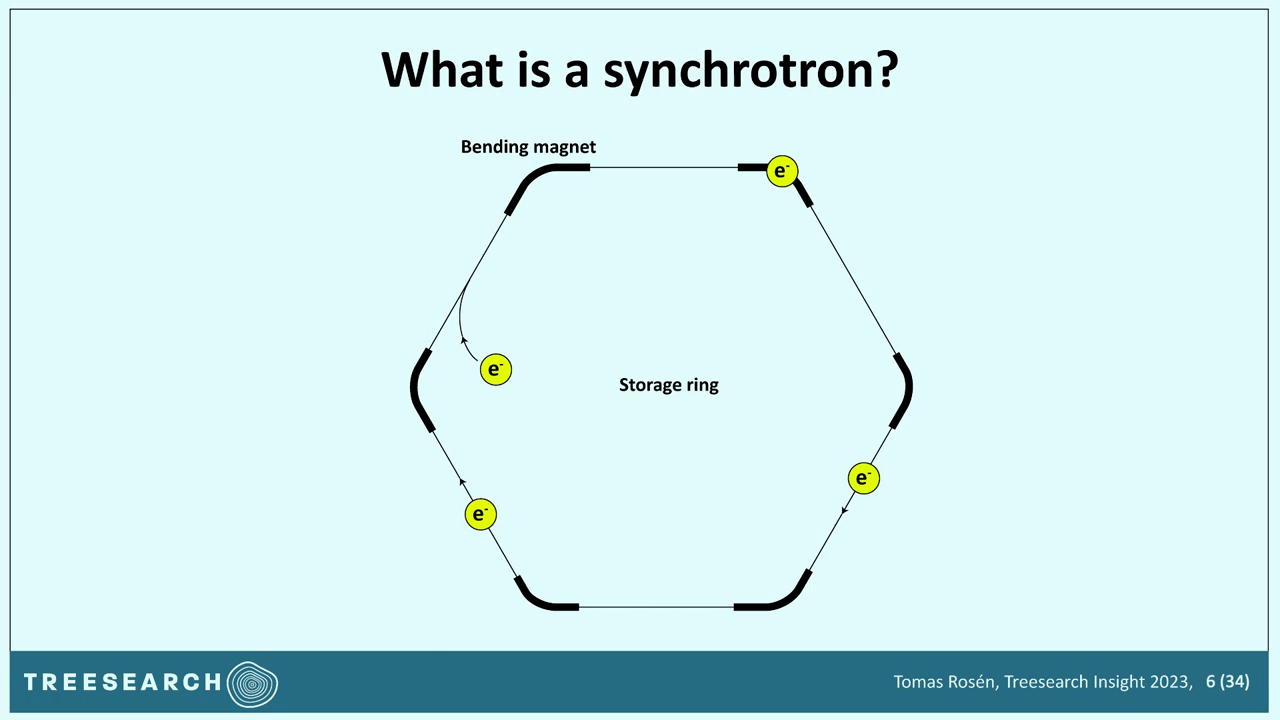 What is a synchrotron?
Bending magnet
e-
e-
Storage ring
e-
e-
TREESEARCH
Tomas Rosén, Treesearch Insight 2023, 6 (34)